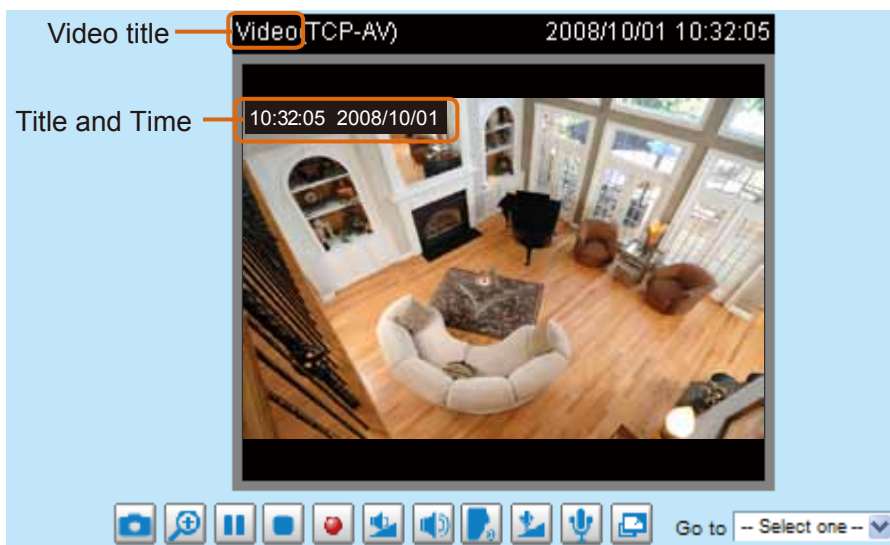 Video title
Video(TCP-AV) 2008/10/01 10:32:05
Title and Time
10:32:05 2008/10/01
Go to -- Select one --